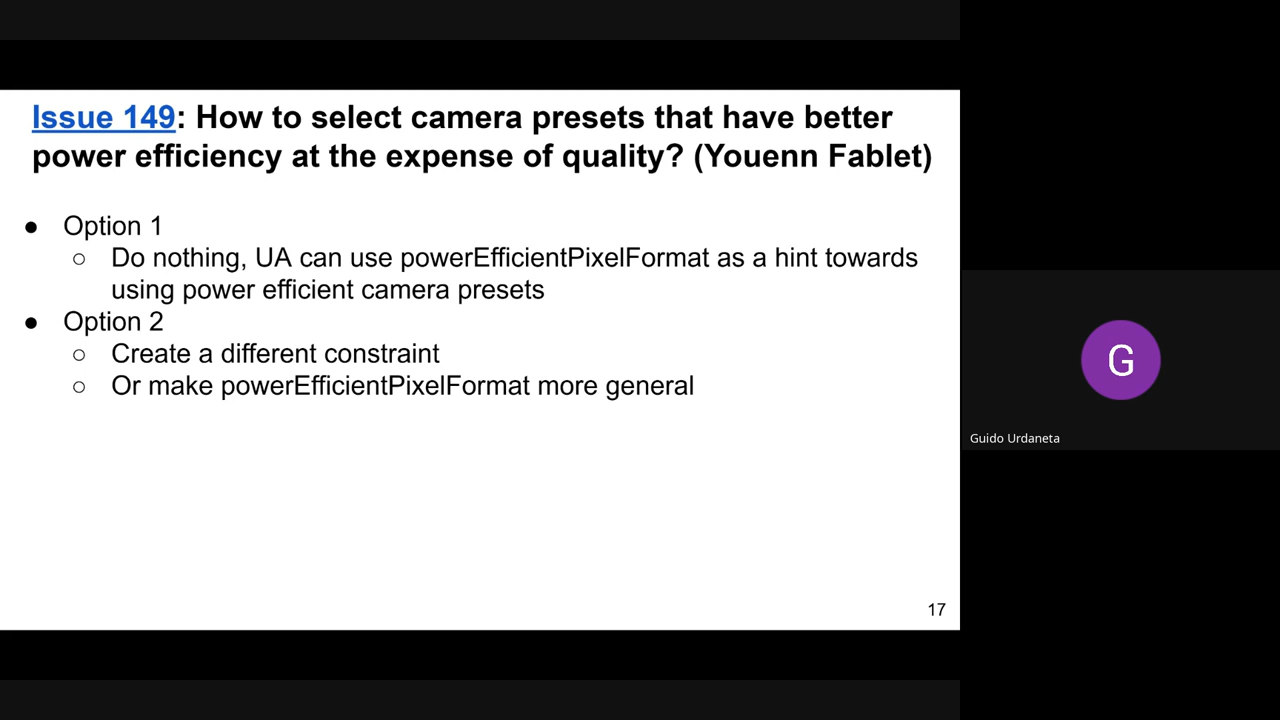 Issue 149: How to select camera presets that have better
power efficiency at the expense of quality? (Youenn Fablet)
● Option 1
○ Do nothing, UA can use powerEfficientPixelFormat as a hint towards
using power efficient camera presets
● Option 2
○ Create a different constraint
○ Or make powerEfficientPixelFormat more general
17
G
Guido Urdaneta